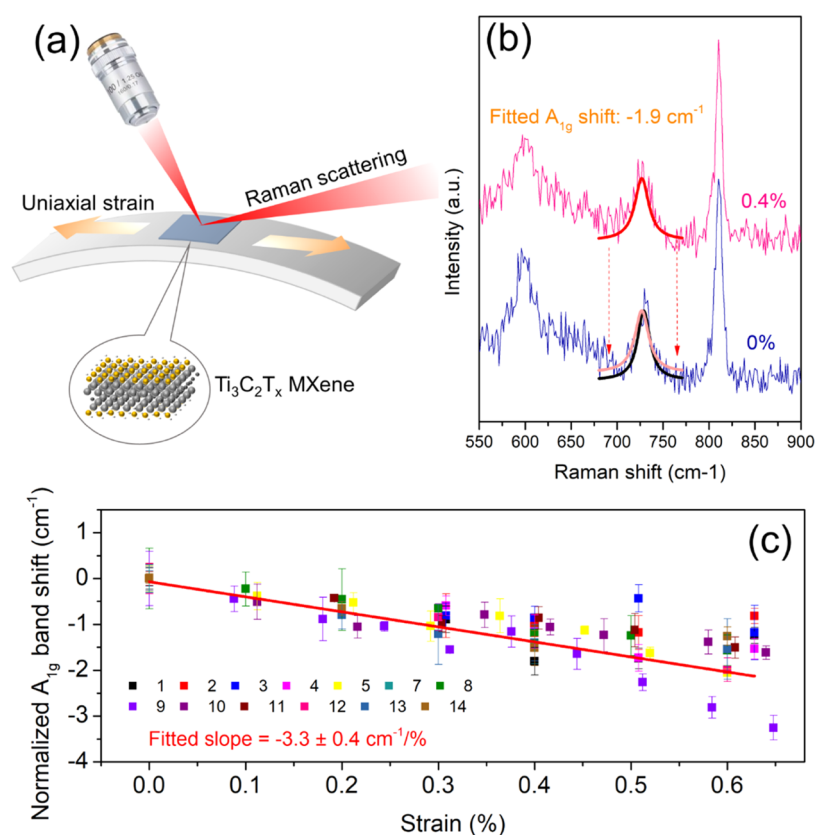 (a)
Uniaxial strain
Raman scattering
Ti₃C₂Tₓ MXene
(b)
Fitted A₁g shift: -1.9 cm⁻¹
0.4%
0%
Intensity (a.u.)
550 600 650 700 750 800 850 900
Raman shift (cm-1)
(c)
Normalized A₁g band shift (cm⁻¹)
1
0
-1
-2
-3
-4
1 2 3 4 5 7 8
9 10 11 12 13 14
Fitted slope = -3.3 ± 0.4 cm⁻¹/%
0.0 0.1 0.2 0.3 0.4 0.5 0.6
Strain (%)